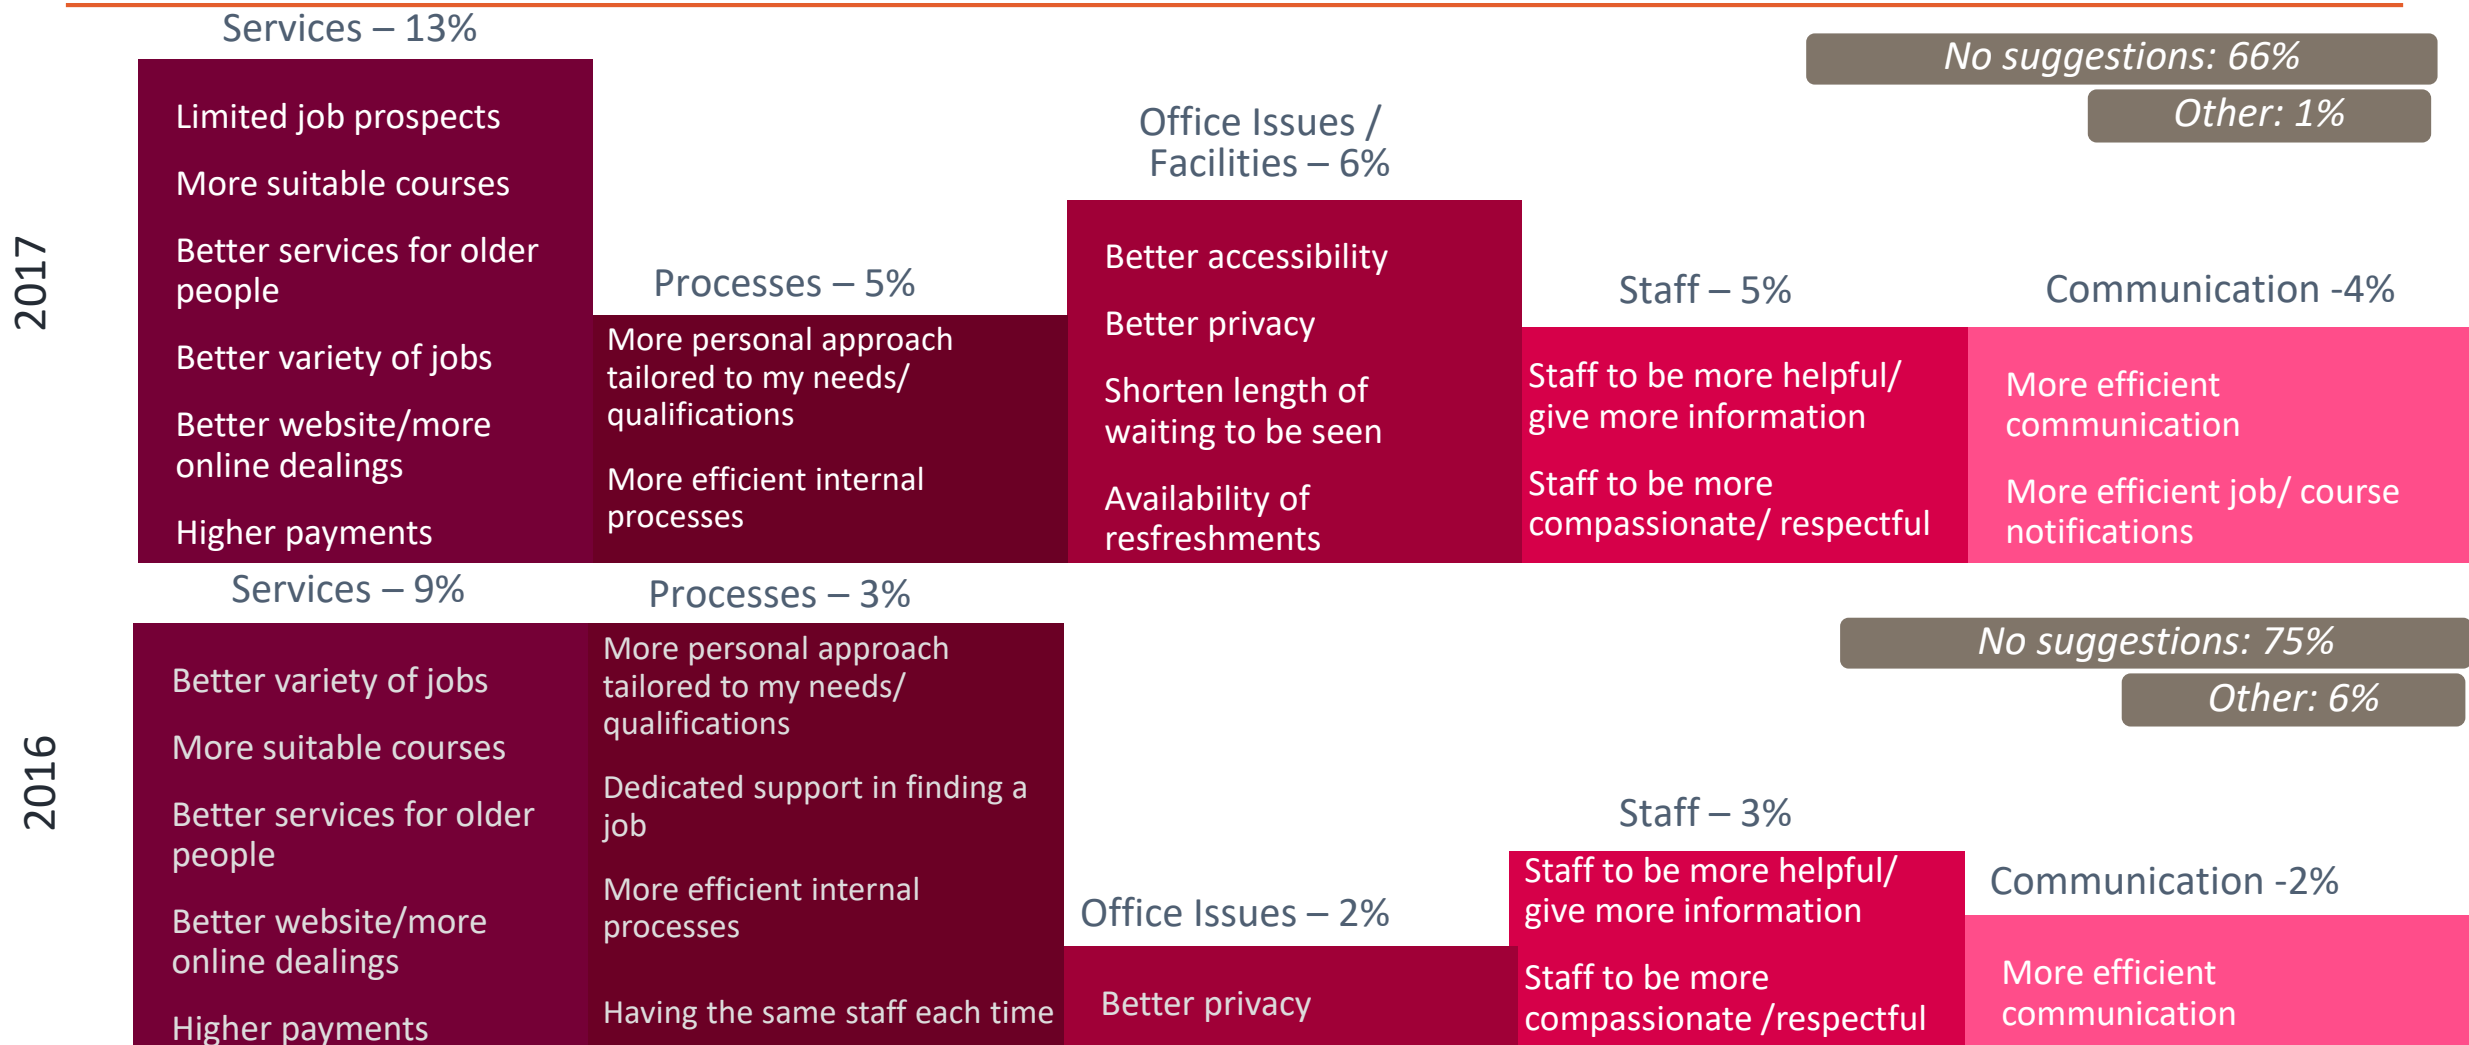 Services – 13%
No suggestions: 66%
Other: 1%
2017
Limited job prospects
More suitable courses
Better services for older
people
Better variety of jobs
Better website/more
online dealings
Higher payments
Processes – 5%
More personal approach
tailored to my needs/
qualifications
More efficient internal
processes
Office Issues /
Facilities – 6%
Better accessibility
Better privacy
Shorten length of
waiting to be seen
Availability of
resfreshments
Staff – 5%
Staff to be more helpful/
give more information
Staff to be more
compassionate/ respectful
Communication -4%
More efficient
communication
More efficient job/ course
notifications
2016
Services – 9%
Better variety of jobs
More suitable courses
Better services for older
people
Better website/more
online dealings
Higher payments
Processes – 3%
More personal approach
tailored to my needs/
qualifications
Dedicated support in finding a
job
More efficient internal
processes
Having the same staff each time
Office Issues – 2%
Better privacy
No suggestions: 75%
Other: 6%
Staff – 3%
Staff to be more helpful/
give more information
Staff to be more
compassionate /respectful
Communication -2%
More efficient
communication